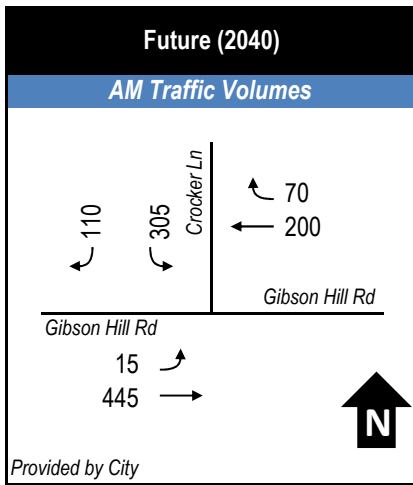 Future (2040)
AM Traffic Volumes
110
305
Crocker Ln
70
200
Gibson Hill Rd
Gibson Hill Rd
15
445
N
Provided by City